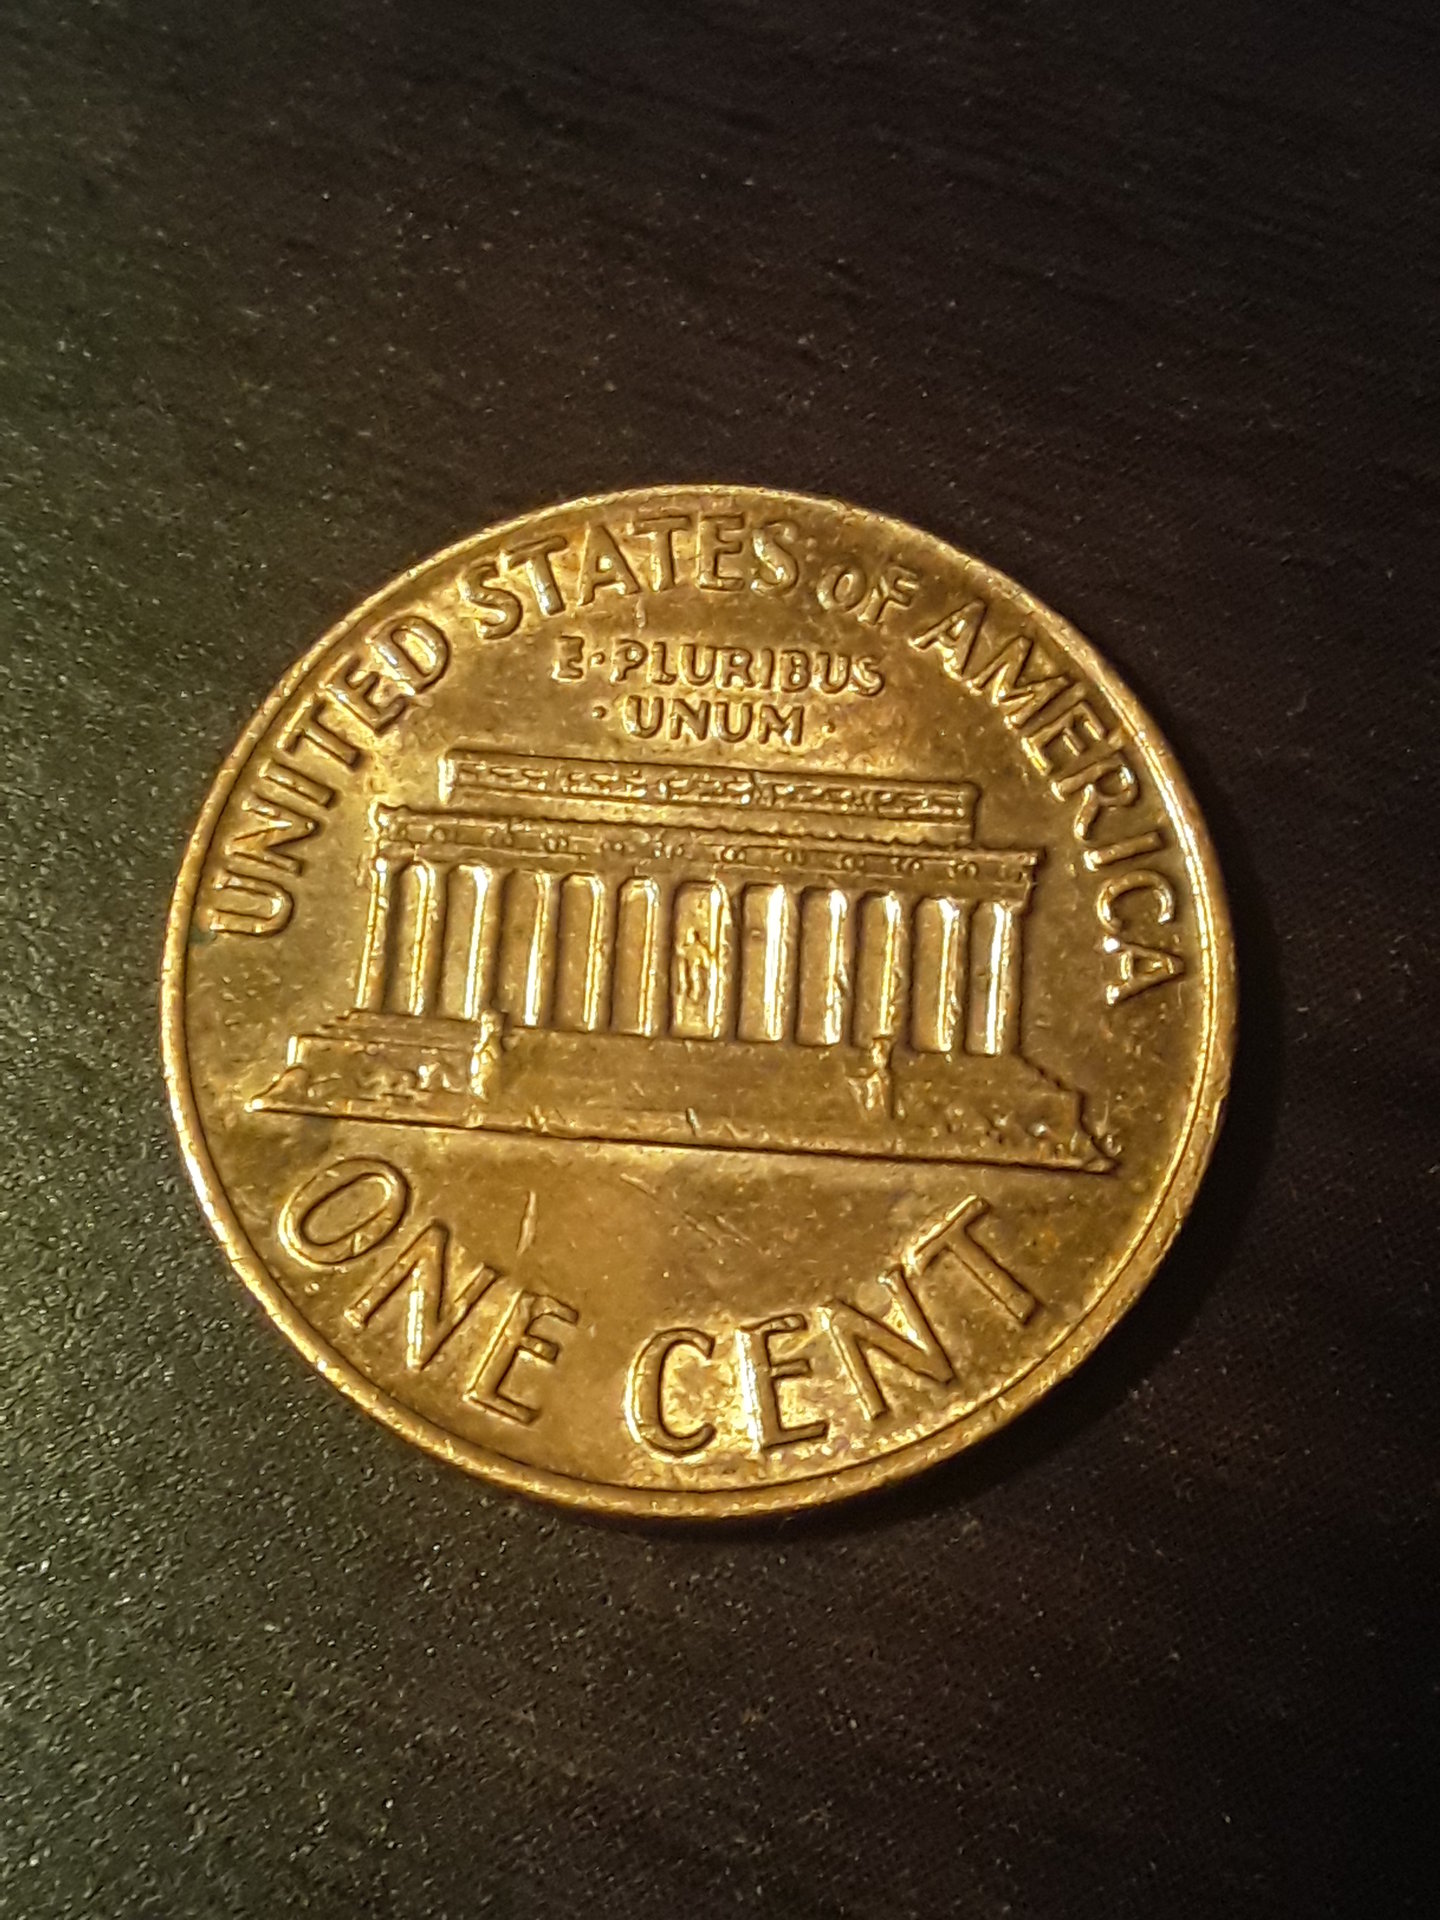 UNITED STATES OF AMERICA
E·PLURIBUS
·UNUM·
ONE CENT